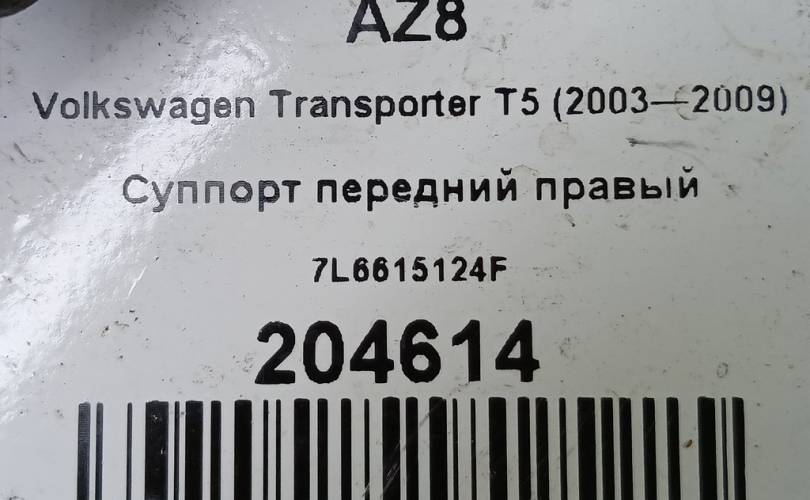 AZ8
Volkswagen Transporter T5 (2003—2009)
Суппорт передний правый
7L6615124F
204614